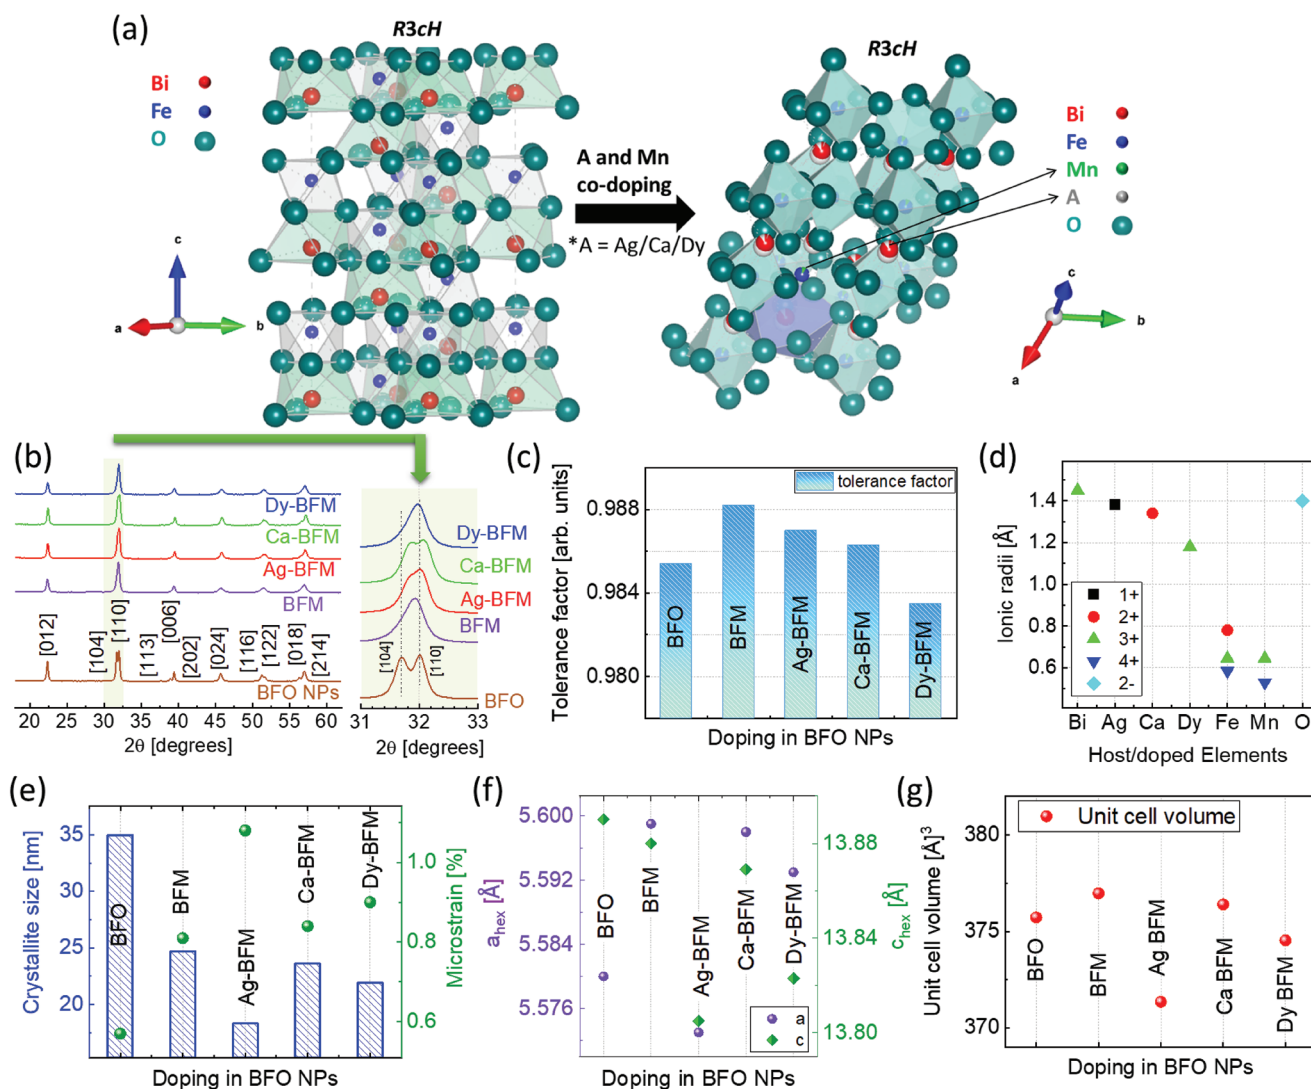 (a)
R3cH
R3cH
Bi
Fe
O
A and Mn
co-doping
*A = Ag/Ca/Dy
Bi
Fe
Mn
A
O
c
a
b
c
b
a
(b)
Dy-BFM
Ca-BFM
Ag-BFM
BFM
[012]
[104]
[110]
[113]
[006]
[202]
[024]
[116]
[122]
[018]
[214]
BFO NPs
20 25 30 35 40 45 50 55 60
2θ [degrees]
Dy-BFM
Ca-BFM
Ag-BFM
BFM
[104]
[110]
BFO
31 32 33
2θ [degrees]
(c)
Tolerance factor [arb. units]
0.988
0.984
0.980
tolerance factor
BFO
BFM
Ag-BFM
Ca-BFM
Dy-BFM
Doping in BFO NPs
(d)
Ionic radii [Å]
1.4
1.2
1.0
0.8
0.6
1+
2+
3+
4+
2-
Bi Ag Ca Dy Fe Mn O
Host/doped Elements
(e)
Crystallite size [nm]
35
30
25
20
BFO
BFM
Ag-BFM
Ca-BFM
Dy-BFM
1.0
0.8
0.6
Microstrain [%]
Doping in BFO NPs
(f)
a hex [Å]
5.600
5.592
5.584
5.576
BFO
BFM
Ag-BFM
Ca-BFM
Dy-BFM
a
c
13.88
13.84
13.80
c hex [Å]
Doping in BFO NPs
(g)
Unit cell volume [Å]³
380
375
370
Unit cell volume
BFO
BFM
Ag BFM
Ca BFM
Dy BFM
Doping in BFO NPs